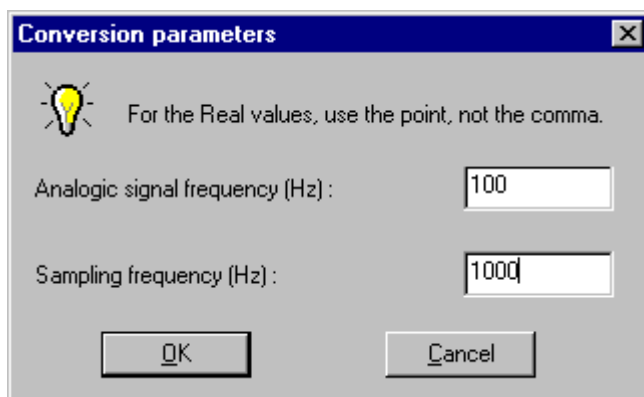 Conversion parameters
For the Real values, use the point, not the comma.
Analogic signal frequency (Hz) : 100
Sampling frequency (Hz) : 1000
OK Cancel